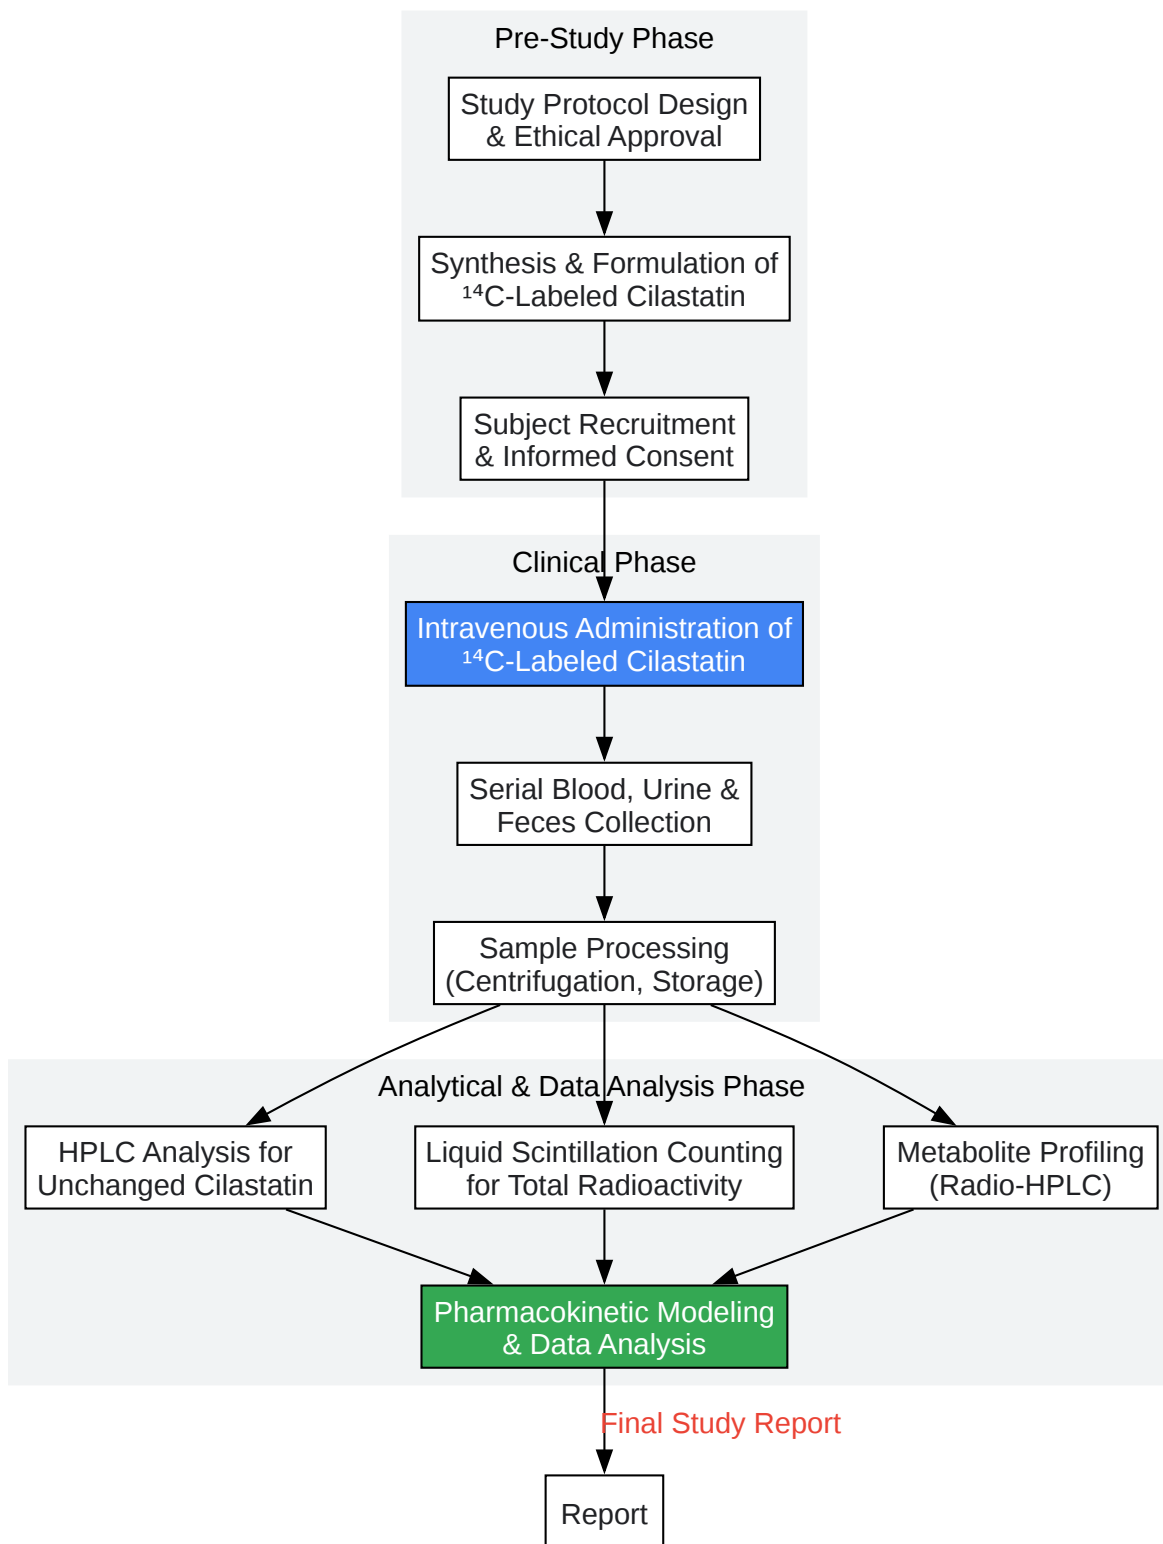 Pre-Study Phase
Study Protocol Design
& Ethical Approval
Synthesis & Formulation of
¹⁴C-Labeled Cilastatin
Subject Recruitment
& Informed Consent
Clinical Phase
Intravenous Administration of
¹⁴C-Labeled Cilastatin
Serial Blood, Urine &
Feces Collection
Sample Processing
(Centrifugation, Storage)
Analytical & Data Analysis Phase
HPLC Analysis for
Unchanged Cilastatin
Liquid Scintillation Counting
for Total Radioactivity
Metabolite Profiling
(Radio-HPLC)
Pharmacokinetic Modeling
& Data Analysis
Final Study Report
Report